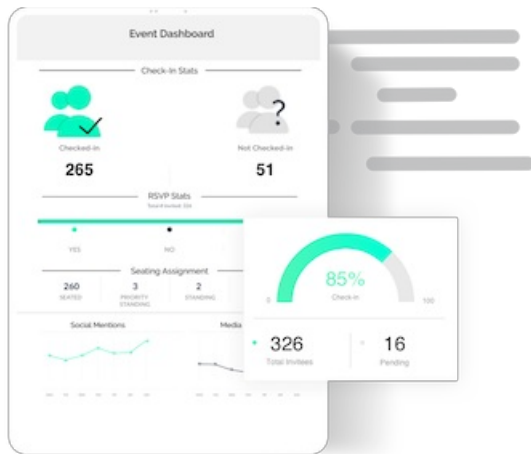 Event Dashboard
Check-In Stats
?
Checked-in
Not Checked-in
265
51
RSVP Stats
YES
NO
Seating Assignment
260
3
2
SEATED
PRIORITY
STANDING
STANDING
85%
Check-in
0
100
326
16
Total Invitees
Pending
Social Mentions
Media